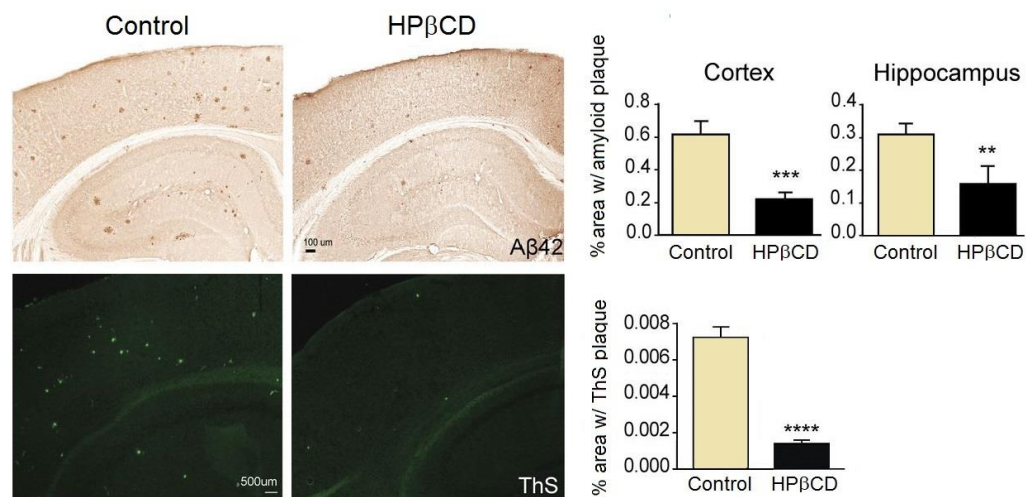 Control HPβCD
100 um
Aβ42
500um
ThS
Cortex Hippocampus
% area w/ amyloid plaque
0.8
0.6
0.4
0.2
0.0
***
Control HPβCD
0.4
0.3
0.2
0.1
0.0
**
Control HPβCD
% area w/ ThS plaque
0.008
0.006
0.004
0.002
0.000
****
Control HPβCD